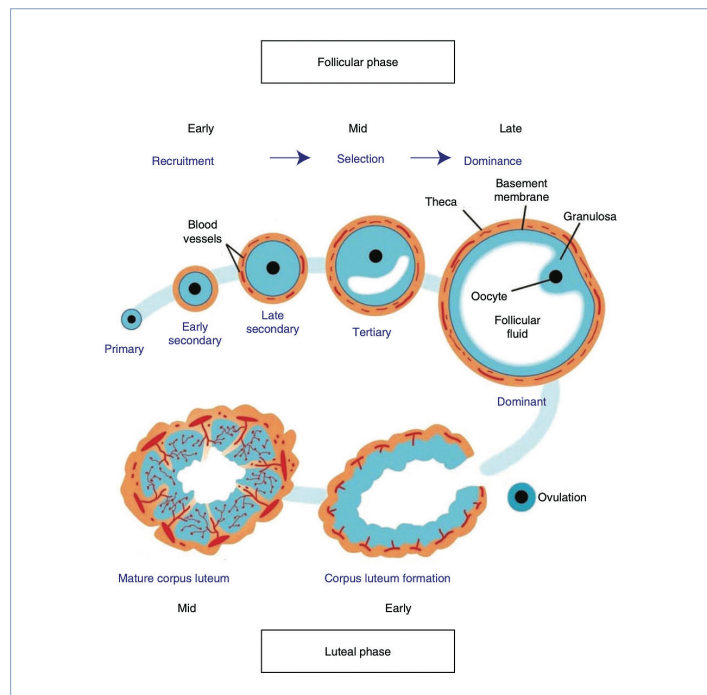 Follicular phase
Early
Mid
Late
Recruitment
Selection
Dominance
Basement
membrane
Theca
Granulosa
Blood
vessels
Oocyte
Follicular
fluid
Primary
Early
secondary
Late
secondary
Tertiary
Dominant
Ovulation
Mature corpus luteum
Corpus luteum formation
Mid
Early
Luteal phase